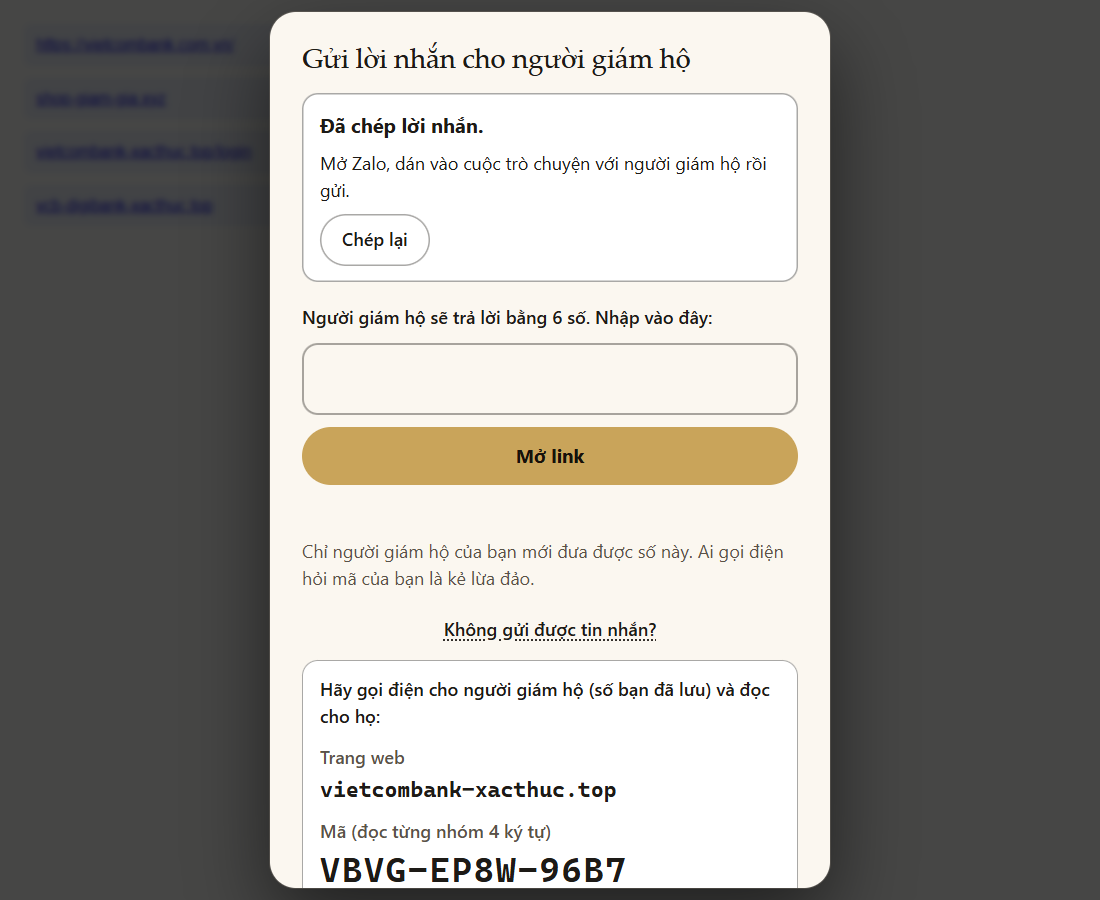 Gửi lời nhắn cho người giám hộ
Đã chép lời nhắn.
Mở Zalo, dán vào cuộc trò chuyện với người giám hộ rồi
gửi.
Chép lại
Người giám hộ sẽ trả lời bằng 6 số. Nhập vào đây:
Mở link
Chỉ người giám hộ của bạn mới đưa được số này. Ai gọi điện
hỏi mã của bạn là kẻ lừa đảo.
Không gửi được tin nhắn?
Hãy gọi điện cho người giám hộ (số bạn đã lưu) và đọc
cho họ:
Trang web
vietcombank-xacthuc.top
Mã (đọc từng nhóm 4 ký tự)
VBVG-EP8W-96B7